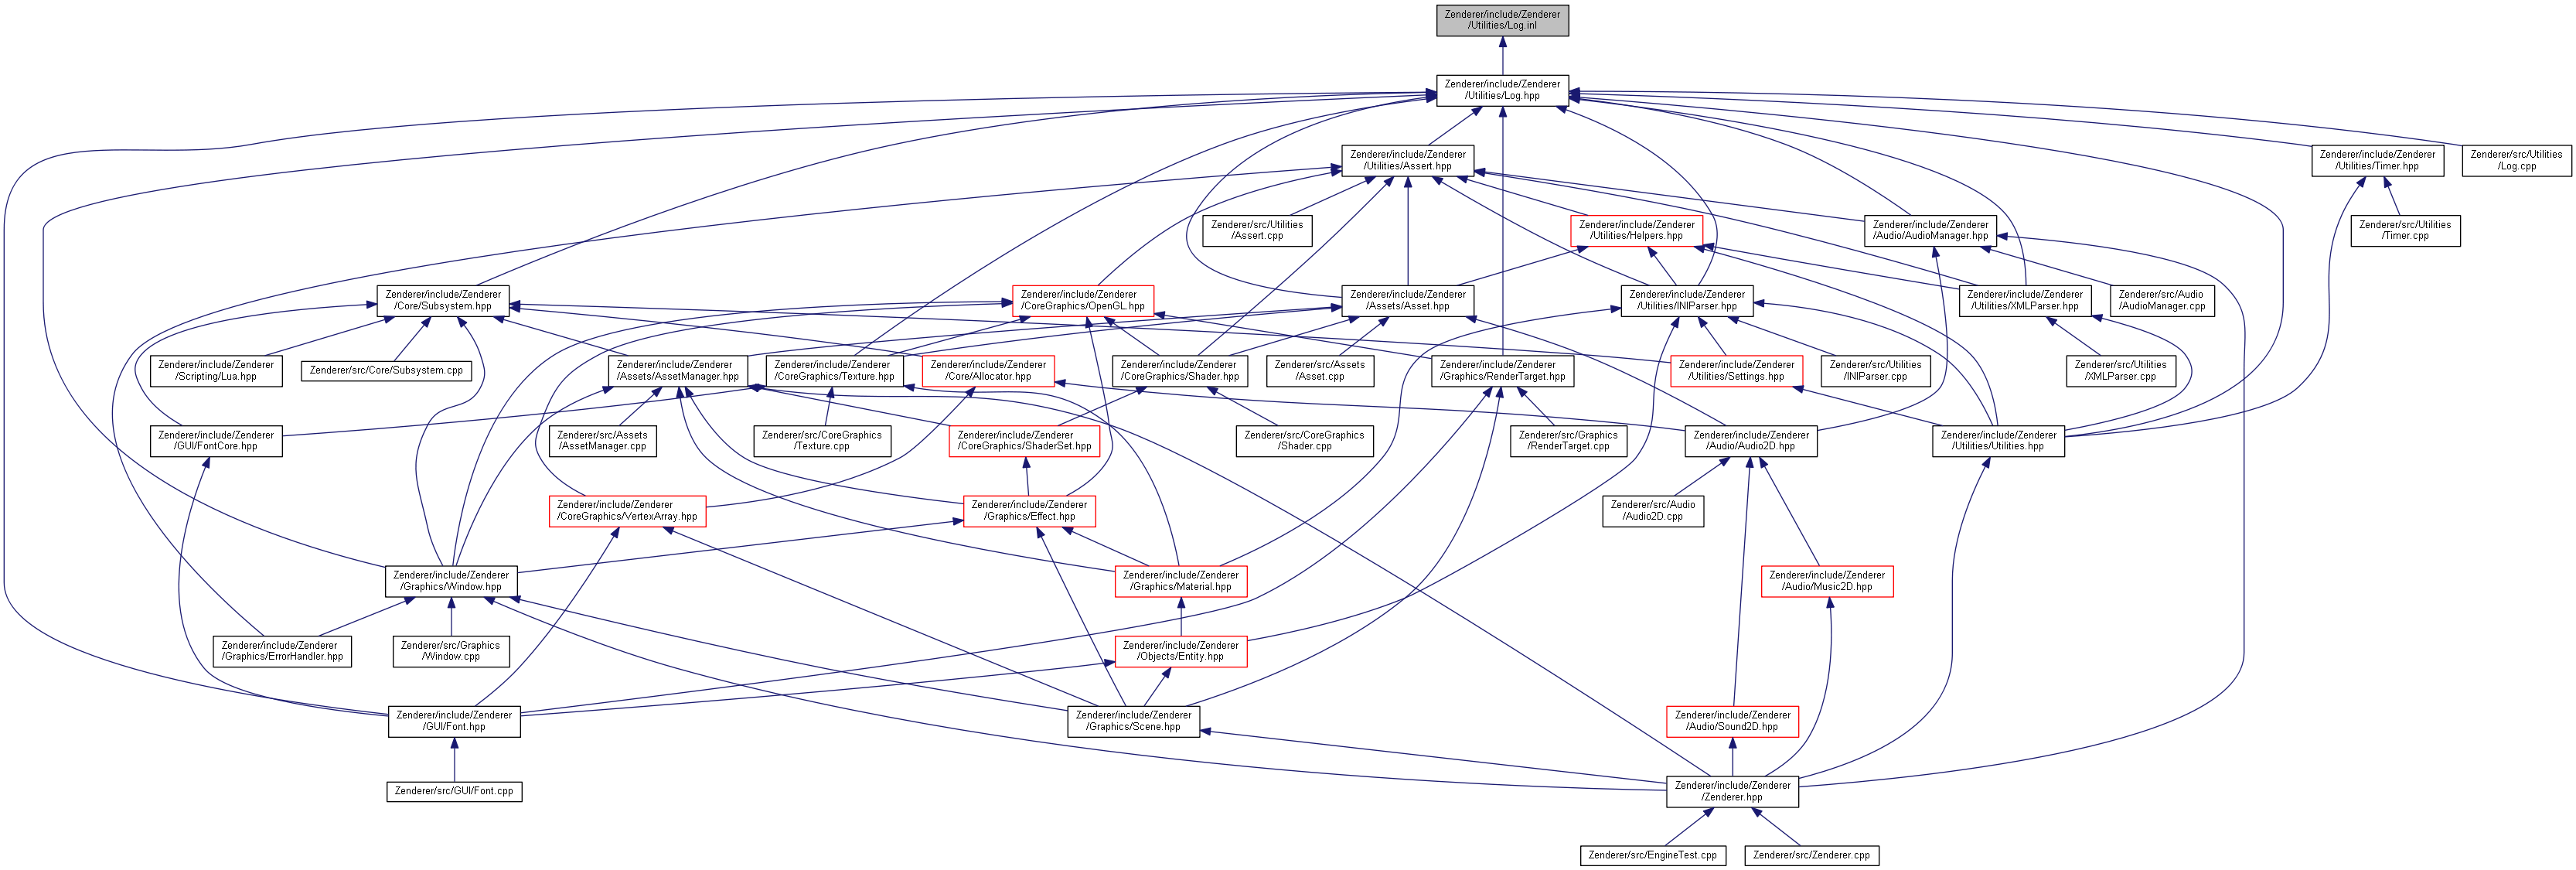 Zenderer/include/Zenderer
/Utilities/Log.inl
Zenderer/include/Zenderer
/Utilities/Log.hpp
Zenderer/include/Zenderer
/Utilities/Assert.hpp
Zenderer/include/Zenderer
/Utilities/Timer.hpp
Zenderer/src/Utilities
/Log.cpp
Zenderer/src/Utilities
/Assert.cpp
Zenderer/include/Zenderer
/Utilities/Helpers.hpp
Zenderer/include/Zenderer
/Audio/AudioManager.hpp
Zenderer/src/Utilities
/Timer.cpp
Zenderer/include/Zenderer
/Core/Subsystem.hpp
Zenderer/include/Zenderer
/CoreGraphics/OpenGL.hpp
Zenderer/include/Zenderer
/Assets/Asset.hpp
Zenderer/include/Zenderer
/Utilities/INIParser.hpp
Zenderer/include/Zenderer
/Utilities/XMLParser.hpp
Zenderer/src/Audio
/AudioManager.cpp
Zenderer/include/Zenderer
/Scripting/Lua.hpp
Zenderer/src/Core/Subsystem.cpp
Zenderer/include/Zenderer
/Assets/AssetManager.hpp
Zenderer/include/Zenderer
/CoreGraphics/Texture.hpp
Zenderer/include/Zenderer
/Core/Allocator.hpp
Zenderer/include/Zenderer
/CoreGraphics/Shader.hpp
Zenderer/src/Assets
/Asset.cpp
Zenderer/include/Zenderer
/Graphics/RenderTarget.hpp
Zenderer/include/Zenderer
/Utilities/Settings.hpp
Zenderer/src/Utilities
/INIParser.cpp
Zenderer/src/Utilities
/XMLParser.cpp
Zenderer/include/Zenderer
/GUI/FontCore.hpp
Zenderer/src/Assets
/AssetManager.cpp
Zenderer/src/CoreGraphics
/Texture.cpp
Zenderer/include/Zenderer
/CoreGraphics/ShaderSet.hpp
Zenderer/src/CoreGraphics
/Shader.cpp
Zenderer/src/Graphics
/RenderTarget.cpp
Zenderer/include/Zenderer
/Audio/Audio2D.hpp
Zenderer/include/Zenderer
/Utilities/Utilities.hpp
Zenderer/include/Zenderer
/CoreGraphics/VertexArray.hpp
Zenderer/include/Zenderer
/Graphics/Effect.hpp
Zenderer/src/Audio
/Audio2D.cpp
Zenderer/include/Zenderer
/Graphics/Window.hpp
Zenderer/include/Zenderer
/Graphics/Material.hpp
Zenderer/include/Zenderer
/Audio/Music2D.hpp
Zenderer/include/Zenderer
/Graphics/ErrorHandler.hpp
Zenderer/src/Graphics
/Window.cpp
Zenderer/include/Zenderer
/Objects/Entity.hpp
Zenderer/include/Zenderer
/GUI/Font.hpp
Zenderer/include/Zenderer
/Graphics/Scene.hpp
Zenderer/include/Zenderer
/Audio/Sound2D.hpp
Zenderer/src/GUI/Font.cpp
Zenderer/include/Zenderer
/Zenderer.hpp
Zenderer/src/EngineTest.cpp
Zenderer/src/Zenderer.cpp